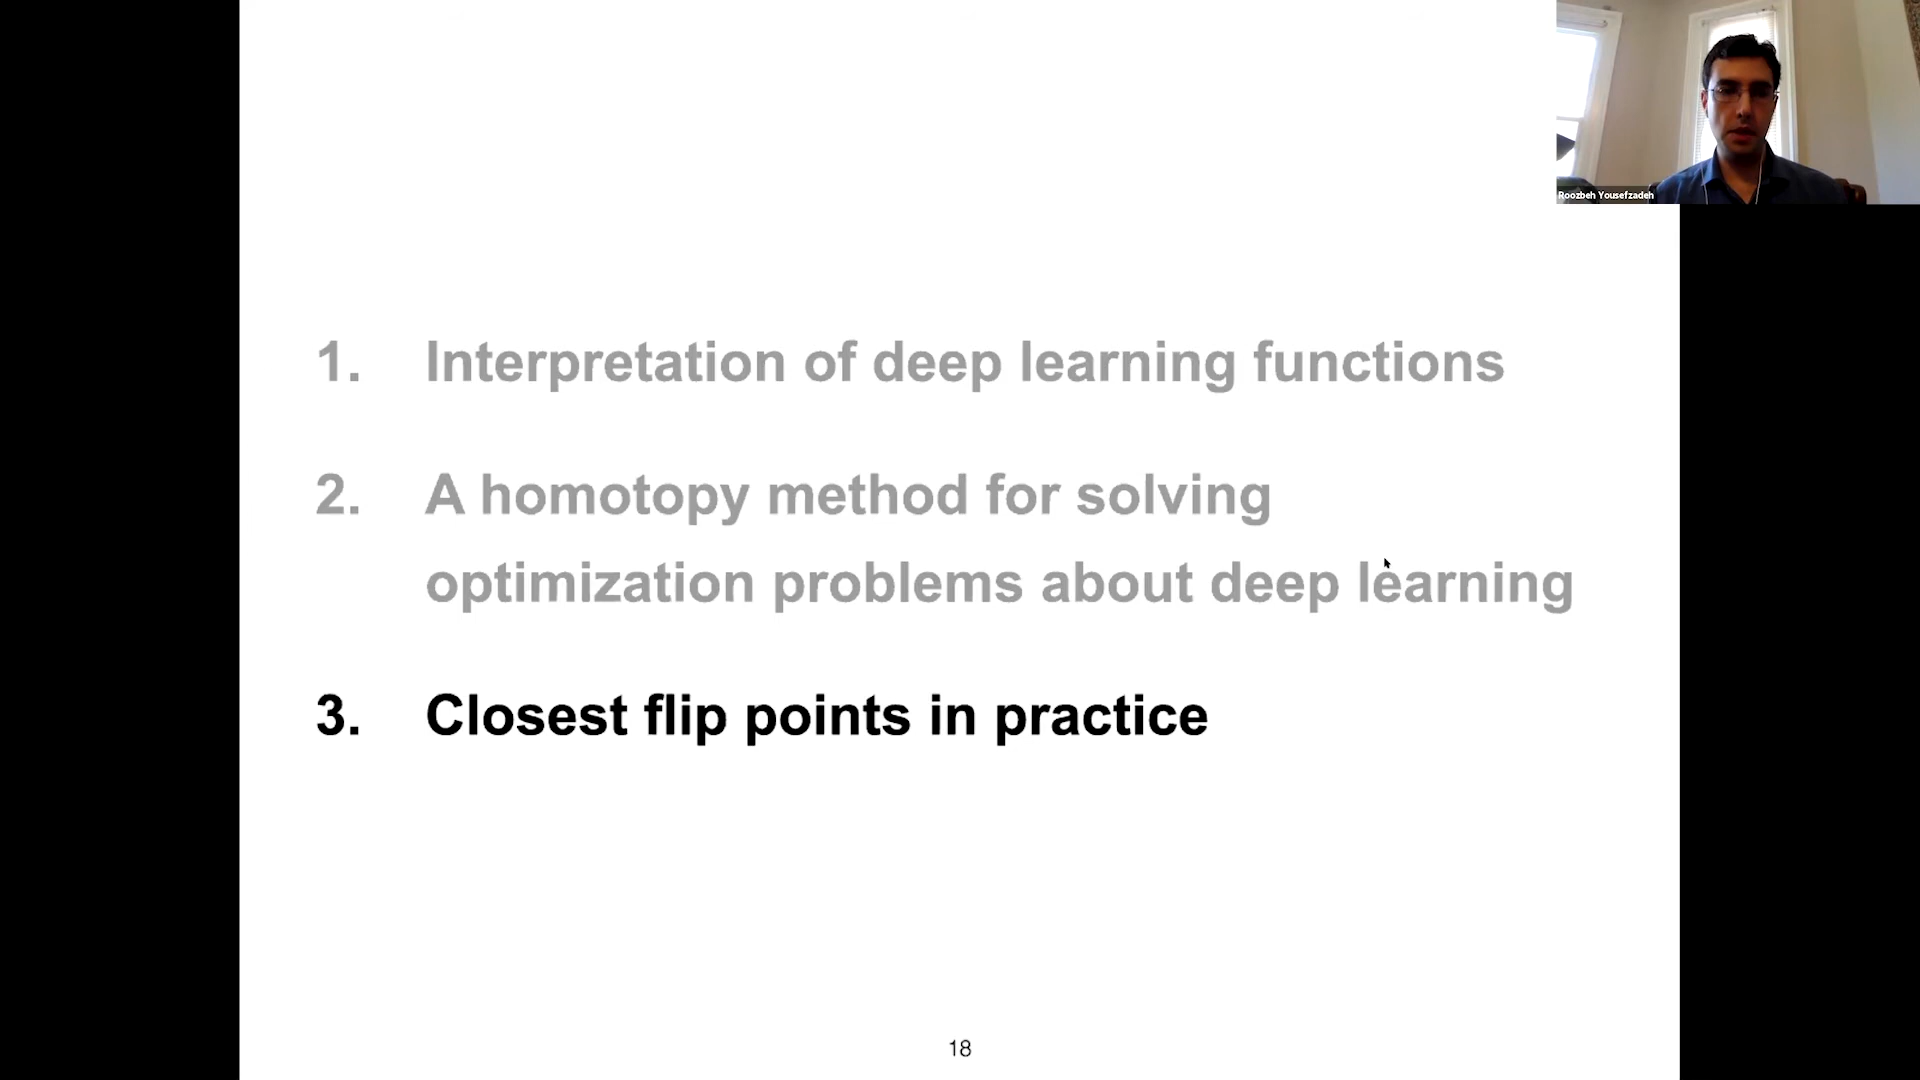 Roozbeh Yousefzadeh
1. Interpretation of deep learning functions
2. A homotopy method for solving
optimization problems about deep learning
3. Closest flip points in practice
18